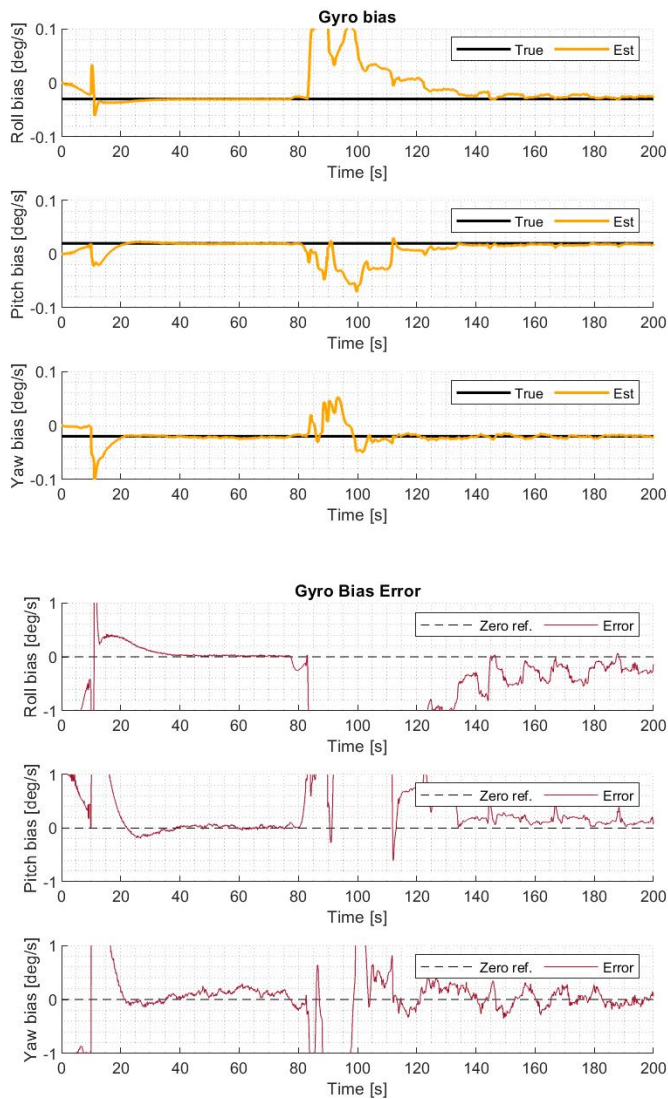 Gyro bias
Roll bias [deg/s]
0.1
0
-0.1
True
Est
0 20 40 60 80 100 120 140 160 180 200
Time [s]
Pitch bias [deg/s]
0.1
0
-0.1
True
Est
0 20 40 60 80 100 120 140 160 180 200
Time [s]
Yaw bias [deg/s]
0.1
0
-0.1
True
Est
0 20 40 60 80 100 120 140 160 180 200
Time [s]
Gyro Bias Error
Roll bias [deg/s]
1
0
-1
Zero ref.
Error
0 20 40 60 80 100 120 140 160 180 200
Time [s]
Pitch bias [deg/s]
1
0
-1
Zero ref.
Error
0 20 40 60 80 100 120 140 160 180 200
Time [s]
Yaw bias [deg/s]
1
0
-1
Zero ref.
Error
0 20 40 60 80 100 120 140 160 180 200
Time [s]